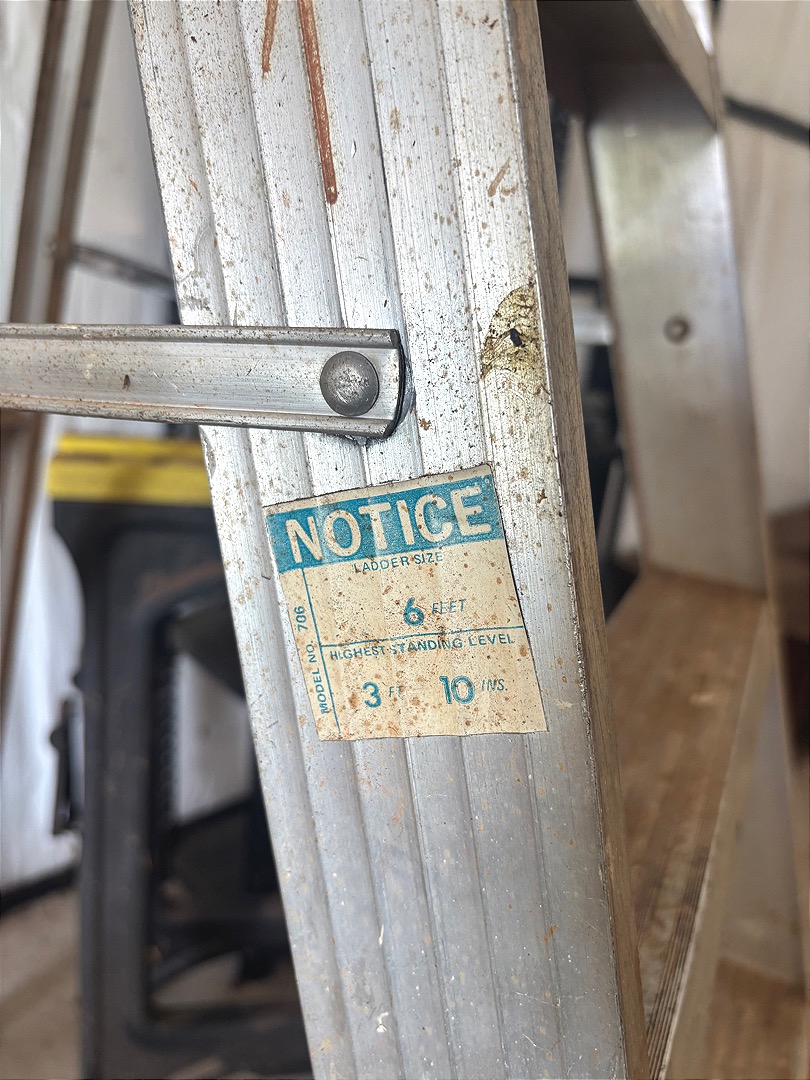 NOTICE
LADDER SIZE
6 FEET
HIGHEST STANDING LEVEL
3 FT 10 INS.
MODEL NO. 706